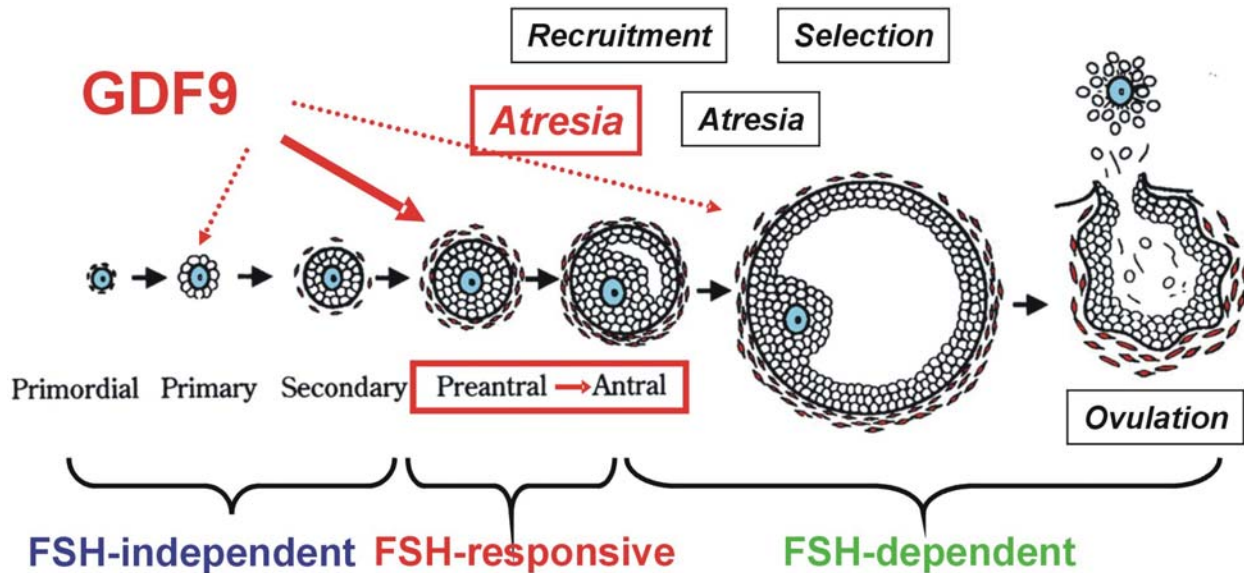 Recruitment
Selection
GDF9
Atresia
Atresia
Primordial
Primary
Secondary
Preantral
Antral
Ovulation
FSH-independent
FSH-responsive
FSH-dependent